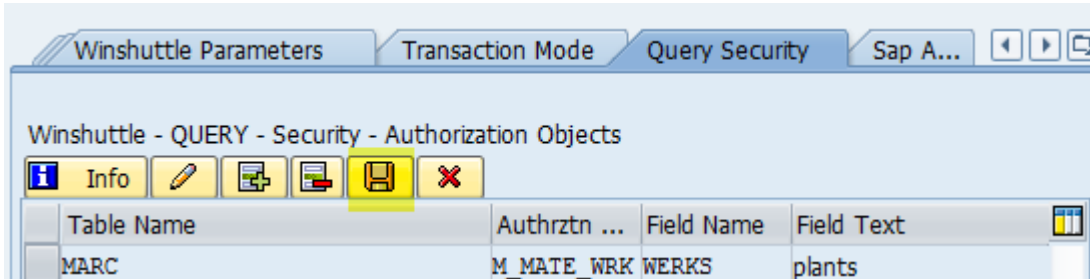 Winshuttle Parameters Transaction Mode Query Security Sap A...
Winshuttle - QUERY - Security - Authorization Objects
Info
Table Name Authrztn ... Field Name Field Text
MARC M_MATE_WRK WERKS plants